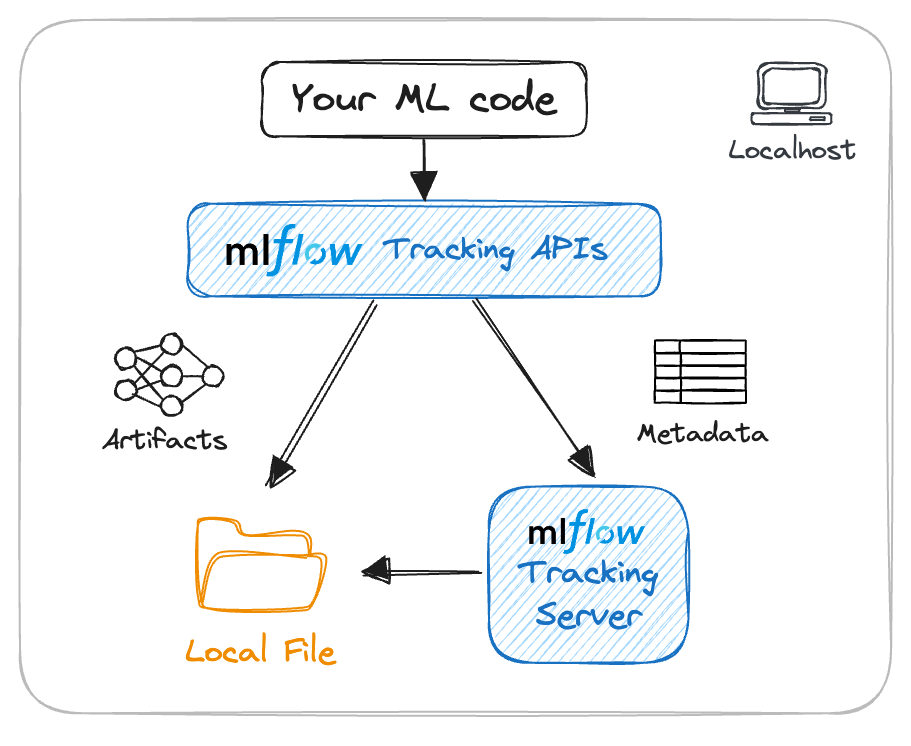 Your ML code
Localhost
mlflow Tracking APIs
Artifacts
Metadata
mlflow
Tracking
Server
Local File